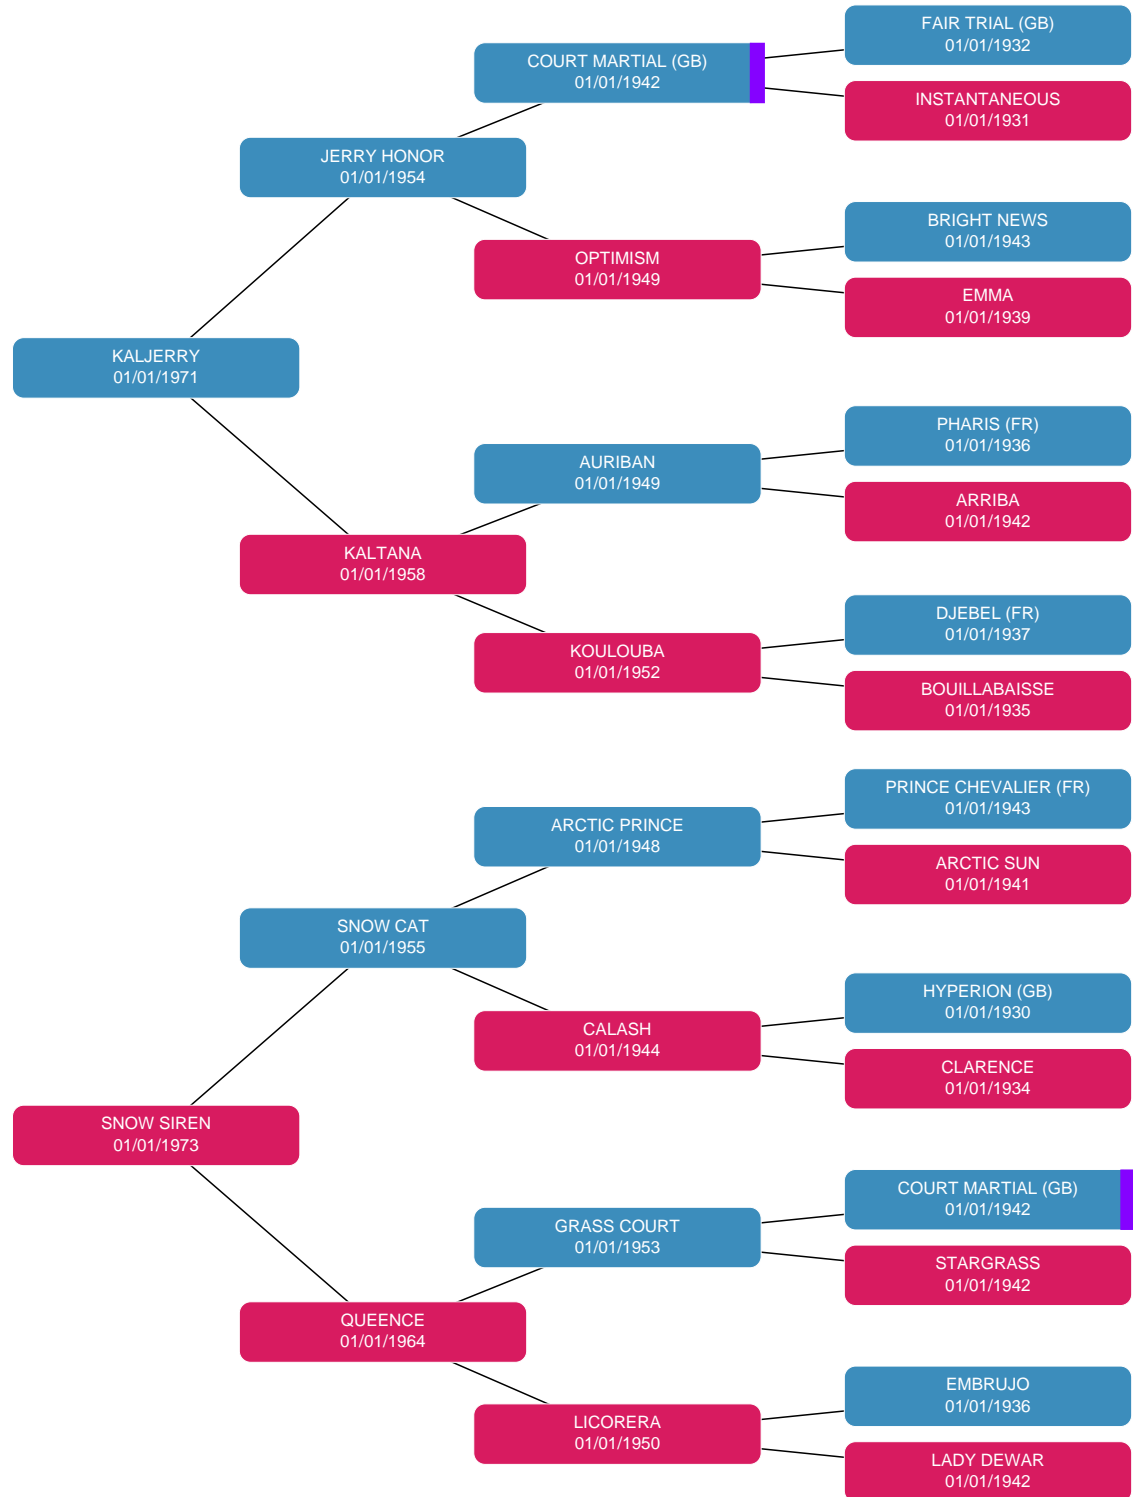 FAIR TRIAL (GB)
01/01/1932
COURT MARTIAL (GB)
01/01/1942
INSTANTANEOUS
01/01/1931
JERRY HONOR
01/01/1954
BRIGHT NEWS
01/01/1943
OPTIMISM
01/01/1949
EMMA
01/01/1939
KALJERRY
01/01/1971
PHARIS (FR)
01/01/1936
AURIBAN
01/01/1949
ARRIBA
01/01/1942
KALTANA
01/01/1958
DJEBEL (FR)
01/01/1937
KOULOUBA
01/01/1952
BOUILLABAISSE
01/01/1935
PRINCE CHEVALIER (FR)
01/01/1943
ARCTIC PRINCE
01/01/1948
ARCTIC SUN
01/01/1941
SNOW CAT
01/01/1955
HYPERION (GB)
01/01/1930
CALASH
01/01/1944
CLARENCE
01/01/1934
SNOW SIREN
01/01/1973
COURT MARTIAL (GB)
01/01/1942
GRASS COURT
01/01/1953
STARGRASS
01/01/1942
QUEENCE
01/01/1964
EMBRUJO
01/01/1936
LICORERA
01/01/1950
LADY DEWAR
01/01/1942